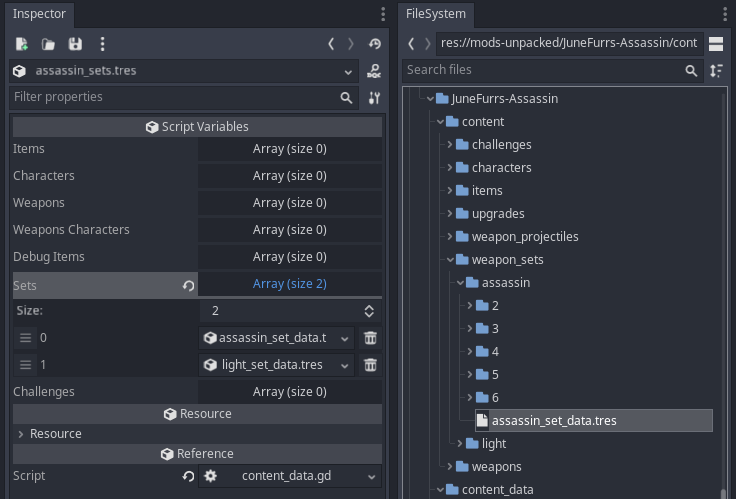 Inspector
assassin_sets.tres
Filter properties
Script Variables
Items Array (size 0)
Characters Array (size 0)
Weapons Array (size 0)
Weapons Characters Array (size 0)
Debug Items Array (size 0)
Sets Array (size 2)
Size: 2
0 assassin_set_data.t
1 light_set_data.tres
Challenges Array (size 0)
Resource
Resource
Reference
Script content_data.gd
FileSystem
res://mods-unpacked/JuneFurrs-Assassin/cont
Search files
JuneFurrs-Assassin
content
challenges
characters
items
upgrades
weapon_projectiles
weapon_sets
assassin
2
3
4
5
6
assassin_set_data.tres
light
weapons
content_data